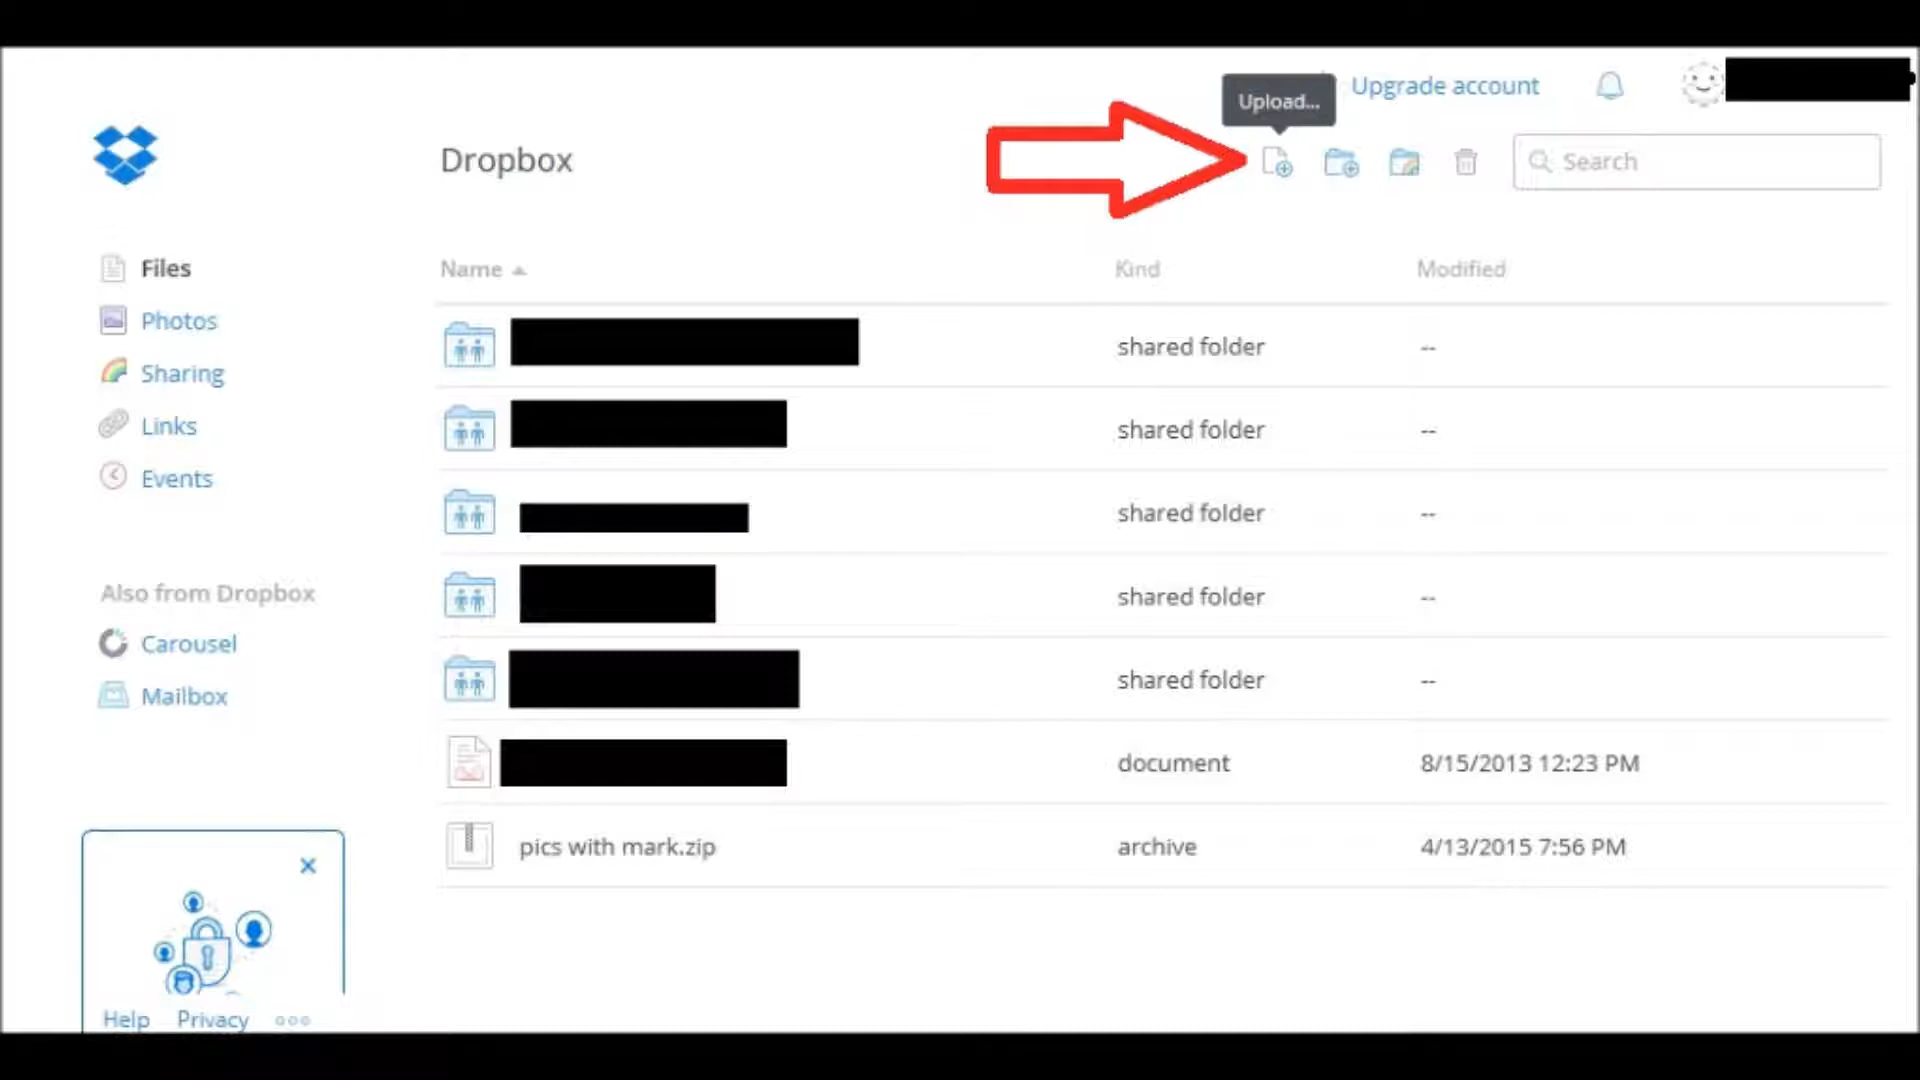 Upload...
Upgrade account
Dropbox
Search
Files
Photos
Sharing
Links
Events
Also from Dropbox
Carousel
Mailbox
Help Privacy
Name Kind Modified
shared folder --
shared folder --
shared folder --
shared folder --
shared folder --
document 8/15/2013 12:23 PM
pics with mark.zip archive 4/13/2015 7:56 PM